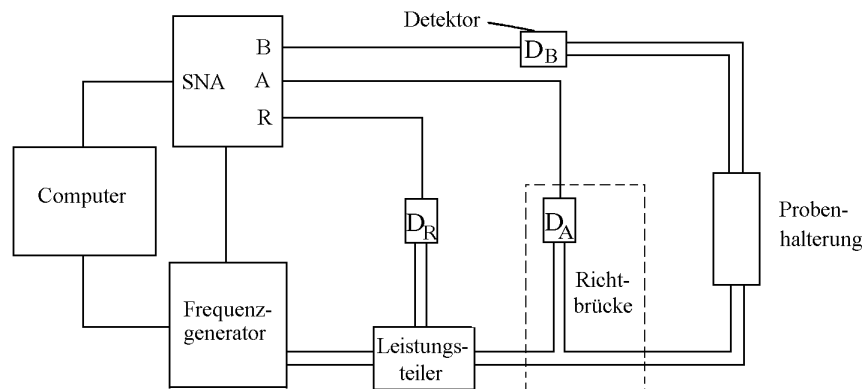 Detektor
B
D_B
SNA
A
R
Computer
D_R
D_A
Proben-
halterung
Richt-
brücke
Frequenz-
generator
Leistungs-
teiler